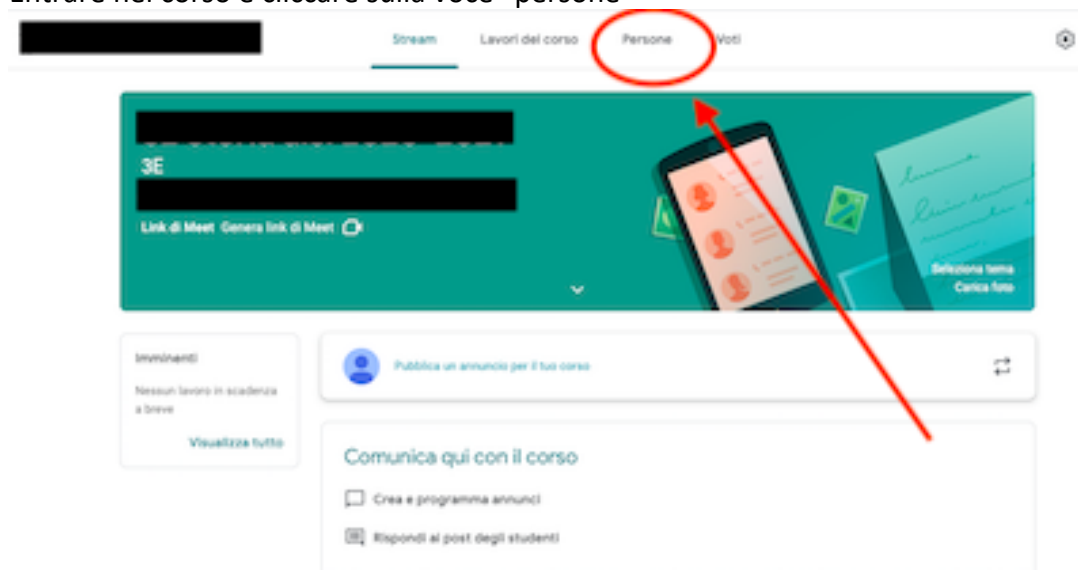 Entrare nel corso e cliccare sulla voce "persone"
Stream Lavori del corso Persone Voti
3E
Link di Meet Genera link di Meet
Seleziona tema
Carica foto
Imminenti
Nessun lavoro in scadenza
a breve
Visualizza tutto
Pubblica un annuncio per il tuo corso
Comunica qui con il corso
Crea e programma annunci
Rispondi ai post degli studenti